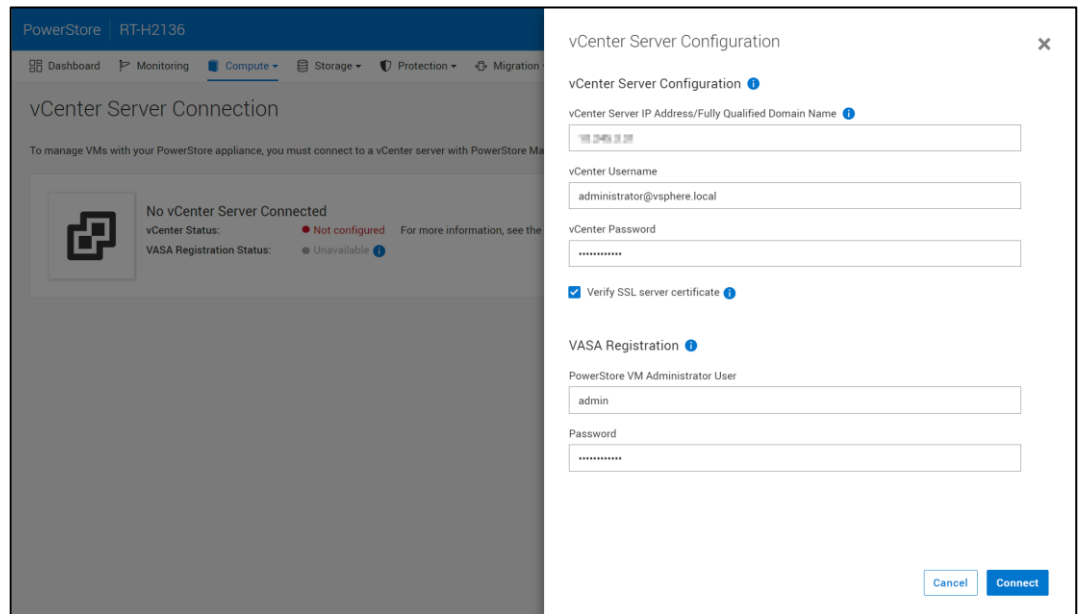 PowerStore RT-H2136
Dashboard Monitoring Compute Storage Protection Migration
vCenter Server Connection
To manage VMs with your PowerStore appliance, you must connect to a vCenter server with PowerStore Ma
No vCenter Server Connected
vCenter Status: Not configured For more information, see the
VASA Registration Status: Unavailable
vCenter Server Configuration
vCenter Server Configuration
vCenter Server IP Address/Fully Qualified Domain Name
vCenter Username
administrator@vsphere.local
vCenter Password
••••••••••••
Verify SSL server certificate
VASA Registration
PowerStore VM Administrator User
admin
Password
••••••••••••
Cancel Connect